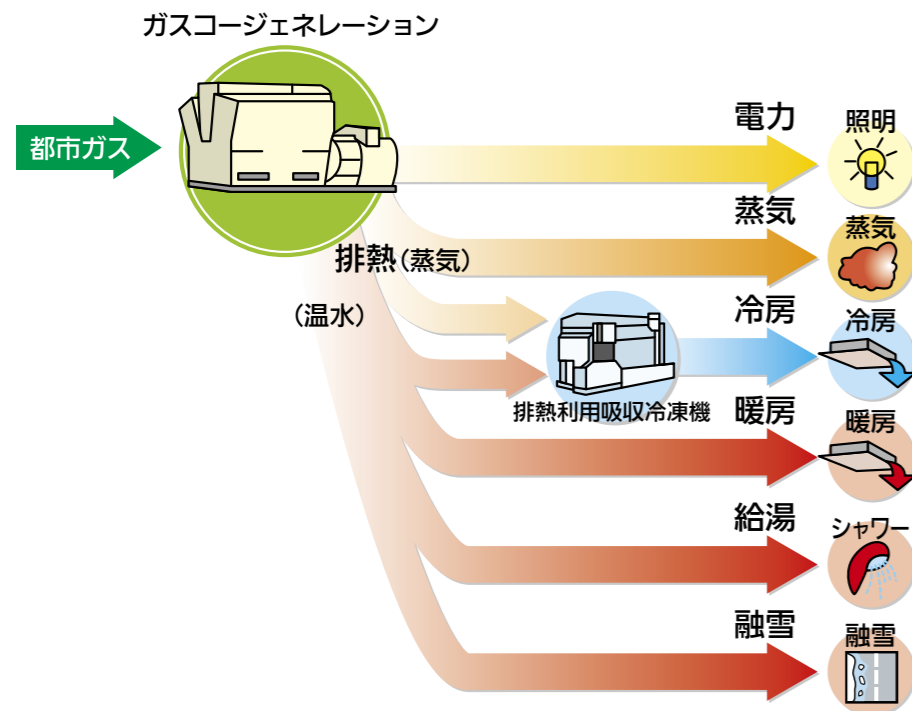 ガスコージェネレーション
都市ガス
電力
照明
蒸気
蒸気
排熱(蒸気)
(温水)
冷房
冷房
排熱利用吸収冷凍機
暖房
暖房
給湯
シャワー
融雪
融雪